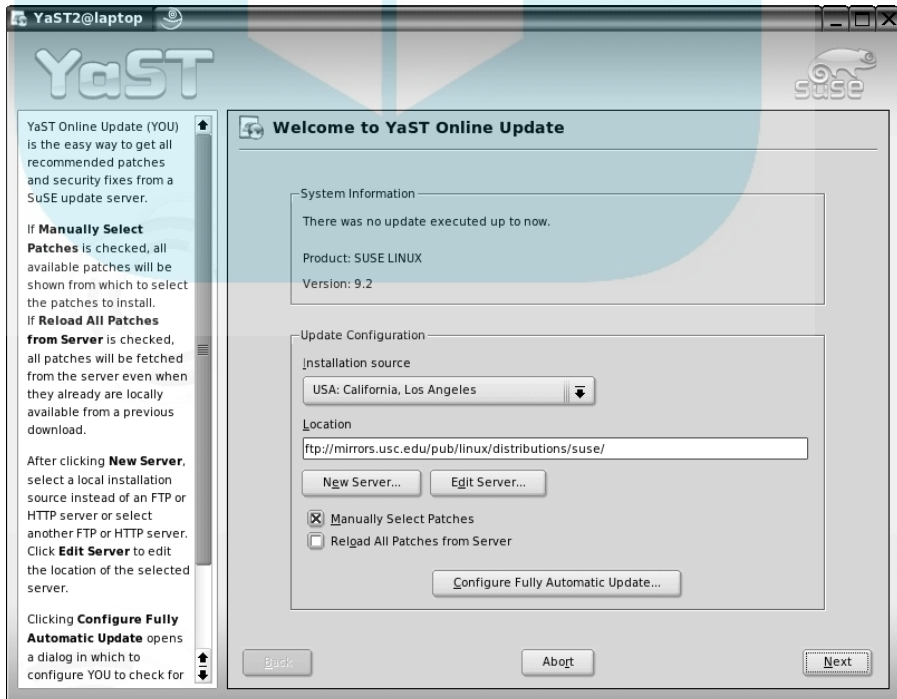 YaST2@laptop
YaST
SUSE
YaST Online Update (YOU)
is the easy way to get all
recommended patches
and security fixes from a
SuSE update server.
If Manually Select
Patches is checked, all
available patches will be
shown from which to select
the patches to install.
If Reload All Patches
from Server is checked,
all patches will be fetched
from the server even when
they already are locally
available from a previous
download.
After clicking New Server,
select a local installation
source instead of an FTP or
HTTP server or select
another FTP or HTTP server.
Click Edit Server to edit
the location of the selected
server.
Clicking Configure Fully
Automatic Update opens
a dialog in which to
configure YOU to check for
Welcome to YaST Online Update
System Information
There was no update executed up to now.
Product: SUSE LINUX
Version: 9.2
Update Configuration
Installation source
USA: California, Los Angeles
Location
ftp://mirrors.usc.edu/pub/linux/distributions/suse/
New Server...
Edit Server...
Manually Select Patches
Reload All Patches from Server
Configure Fully Automatic Update...
Back
Abort
Next